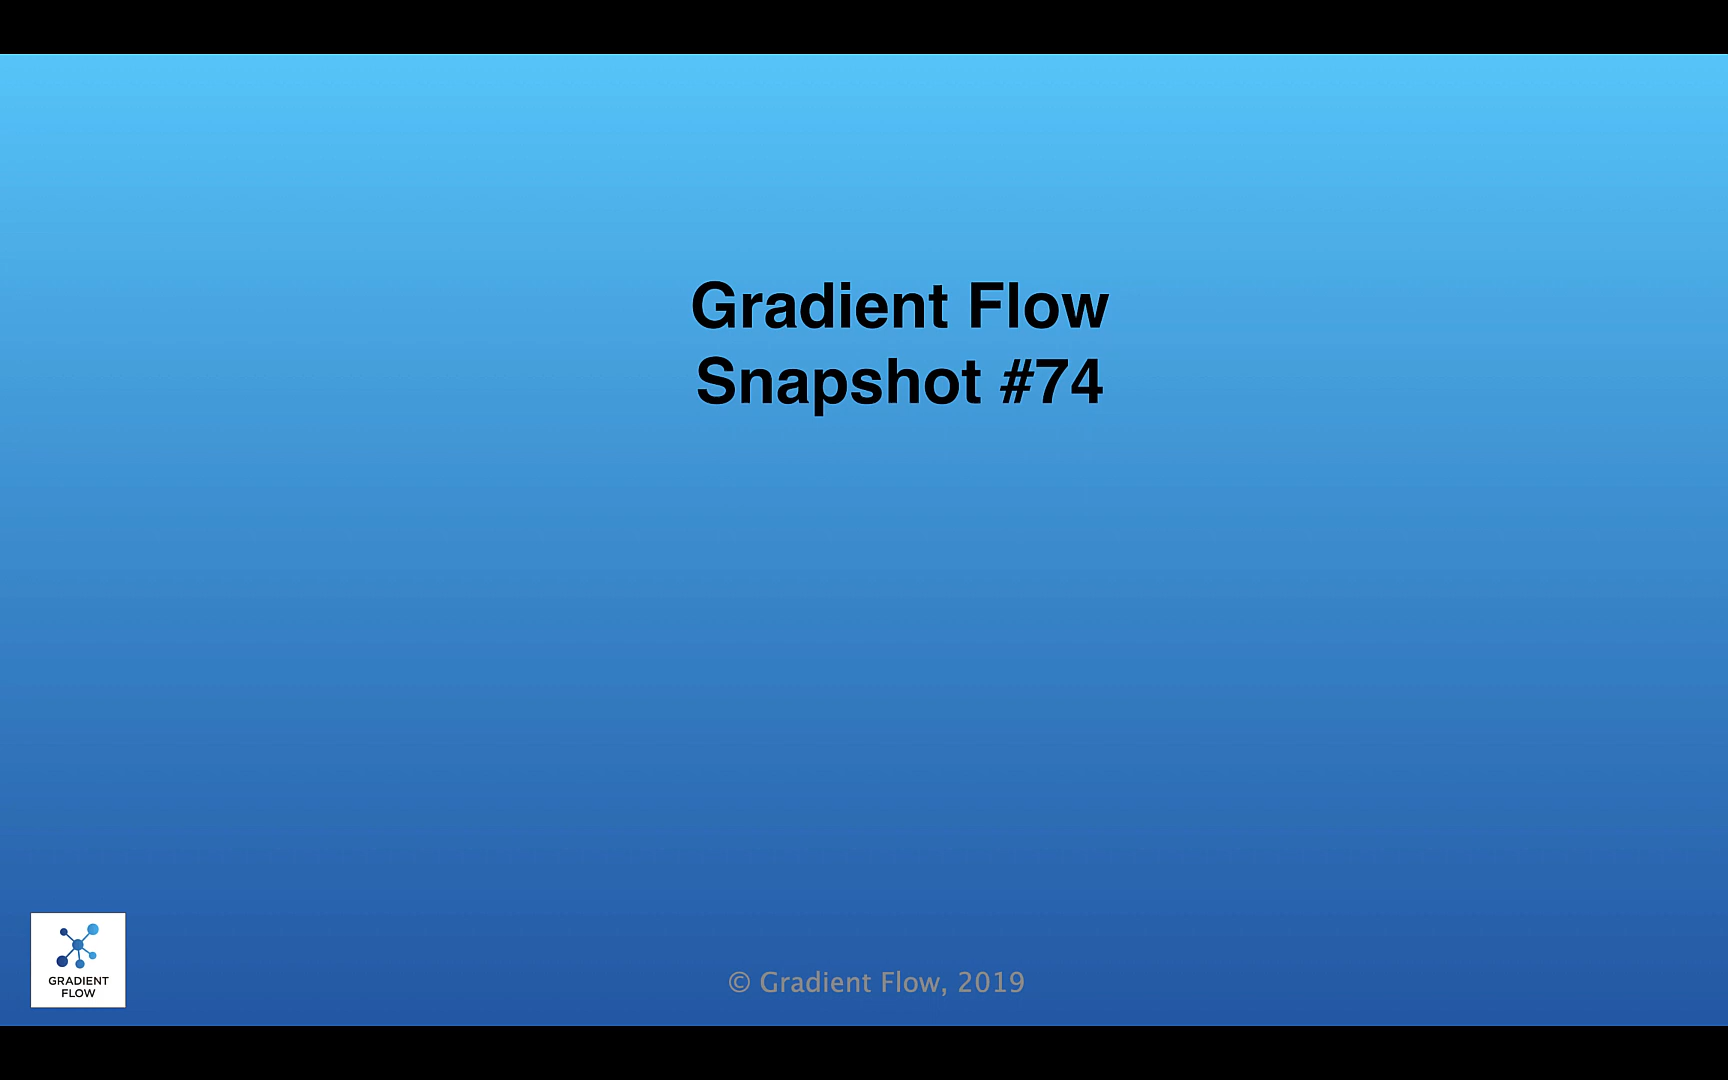 Gradient Flow
Snapshot #74
GRADIENT
FLOW
© Gradient Flow, 2019